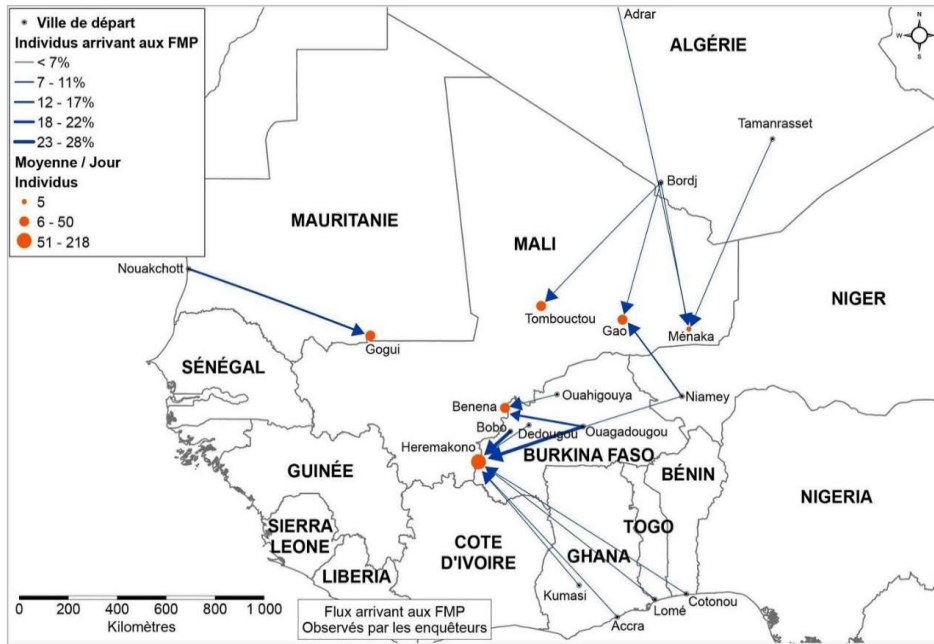 Ville de départ
Individus arrivant aux FMP
< 7%
7 - 11%
12 - 17%
18 - 22%
23 - 28%
Moyenne / Jour
Individus
5
6 - 50
51 - 218
Adrar
ALGÉRIE
N
W
E
S
Tamanrasset
Bordj
MAURITANIE
MALI
Nouakchott
NIGER
Tombouctou
Gao
Ménaka
Gogui
SÉNÉGAL
Ouahigouya
Niamey
Benena
Bobo
Dedougou
Ouagadougou
Heremakono
BURKINA FASO
BÉNIN
GUINÉE
NIGERIA
SIERRA
LEONE
COTE
D'IVOIRE
TOGO
GHANA
LIBERIA
Kumasi
Lomé
Cotonou
Accra
0 200 400 600 800 1 000
Kilomètres
Flux arrivant aux FMP
Observés par les enquêteurs